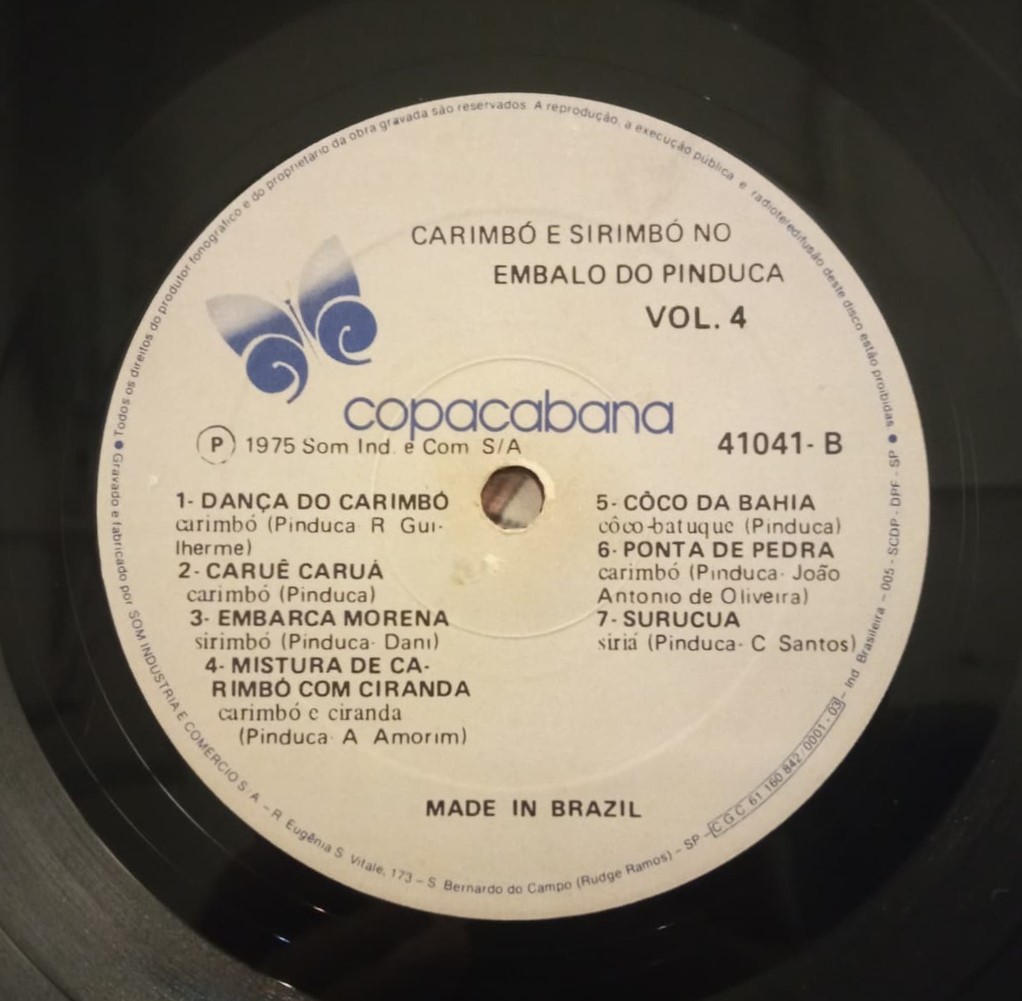 CARIMBÓ E SIRIMBÓ NO
EMBALO DO PINDUCA
VOL. 4
copacabana
P 1975 Som Ind. e Com S/A
41041-B
1- DANÇA DO CARIMBÓ
carimbó (Pinduca R Gui-
lherme)
2- CARUÊ CARUÁ
carimbó (Pinduca)
3- EMBARCA MORENA
sirimbó (Pinduca- Dani)
4- MISTURA DE CA-
RIMBÓ COM CIRANDA
carimbó e ciranda
(Pinduca A Amorim)
5- CÔCO DA BAHIA
côco-batuque (Pinduca)
6- PONTA DE PEDRA
carimbó (Pinduca- João
Antonio de Oliveira)
7- SURUCUA
siriá (Pinduca- C Santos)
MADE IN BRAZIL
● Todos os direitos do produtor fonográfico e do proprietário da obra gravada são reservados. A reprodução, a execução pública e radioteledifusão deste disco estão proibidas ●
Gravado e fabricado por SOM INDUSTRIA E COMÉRCIO S.A. – R. Eugênia S. Vitale, 173 – S. Bernardo do Campo (Rudge Ramos) – SP – C G C 61 160 842/0001 - 03 – Ind. Brasileira – 005 - SCDP - DPF - SP